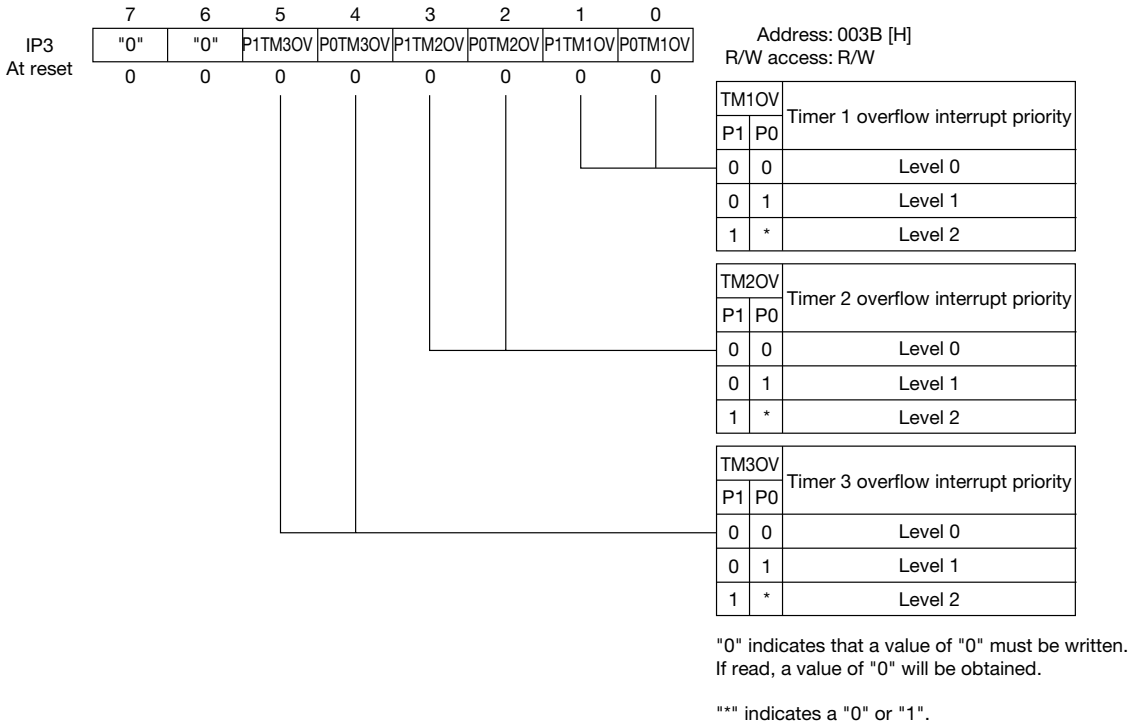 7 6 5 4 3 2 1 0
IP3 "0" "0" P1TM3OV P0TM3OV P1TM2OV P0TM2OV P1TM1OV P0TM1OV
At reset 0 0 0 0 0 0 0 0
Address: 003B [H]
R/W access: R/W
TM1OV Timer 1 overflow interrupt priority
P1 P0
0 0 Level 0
0 1 Level 1
1 * Level 2
TM2OV Timer 2 overflow interrupt priority
P1 P0
0 0 Level 0
0 1 Level 1
1 * Level 2
TM3OV Timer 3 overflow interrupt priority
P1 P0
0 0 Level 0
0 1 Level 1
1 * Level 2
"0" indicates that a value of "0" must be written.
If read, a value of "0" will be obtained.
"*" indicates a "0" or "1".